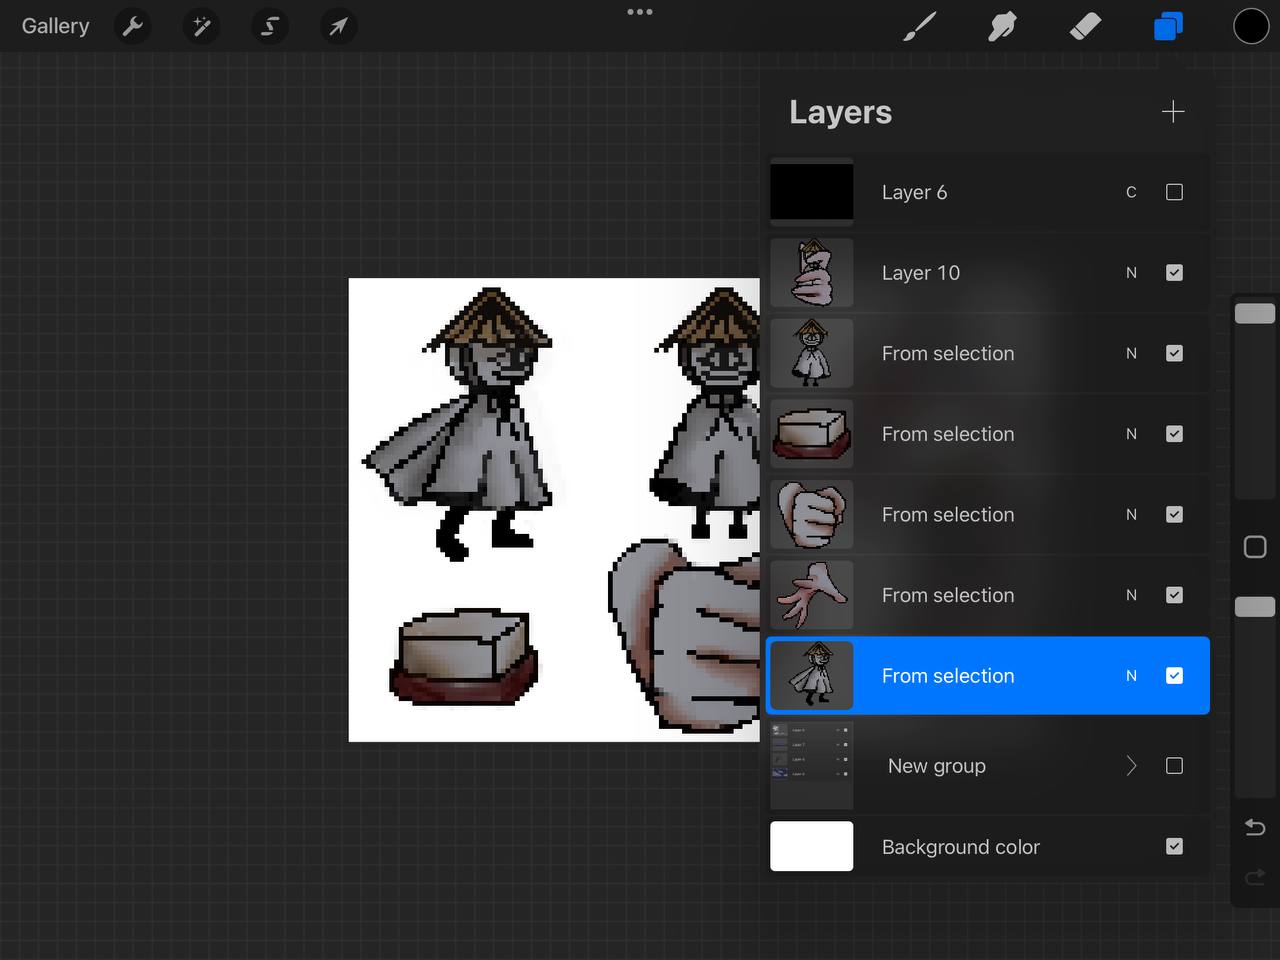 Gallery
Layers
Layer 6 C
Layer 10 N
From selection N
From selection N
From selection N
From selection N
From selection N
New group
Background color